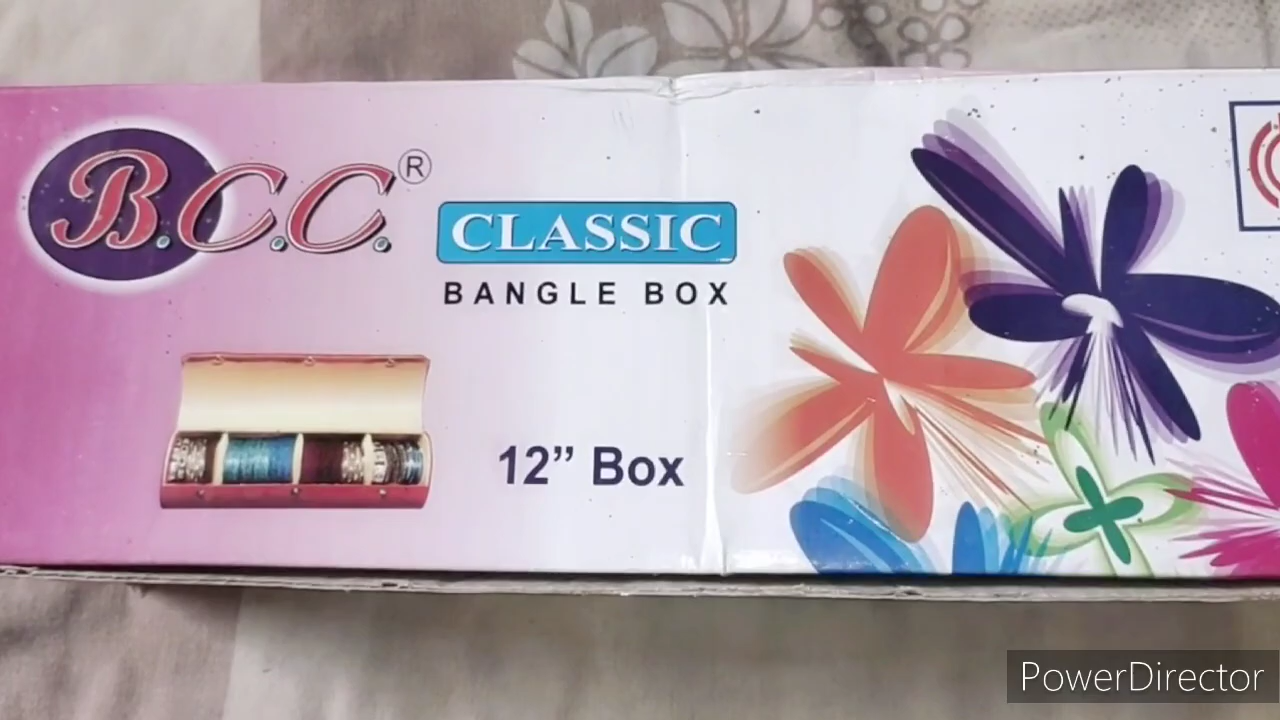 B.C.C.®
CLASSIC
BANGLE BOX
12” Box
PowerDirector